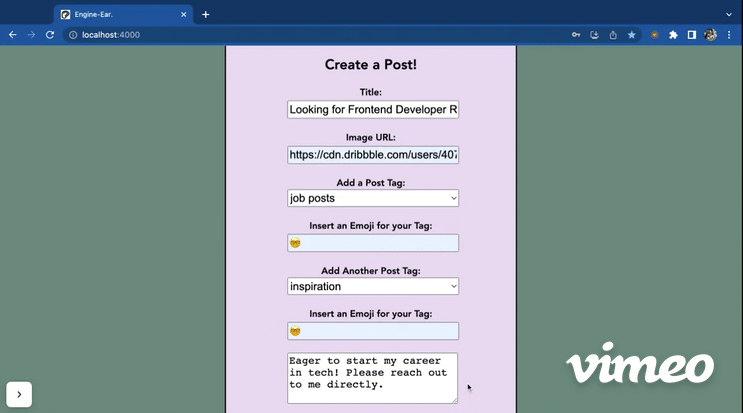 Engine-Ear.
localhost:4000
Create a Post!
Title:
Looking for Frontend Developer R
Image URL:
https://cdn.dribbble.com/users/407
Add a Post Tag:
job posts
Insert an Emoji for your Tag:
🤓
Add Another Post Tag:
inspiration
Insert an Emoji for your Tag:
🤓
Eager to start my career
in tech! Please reach out
to me directly.
vimeo